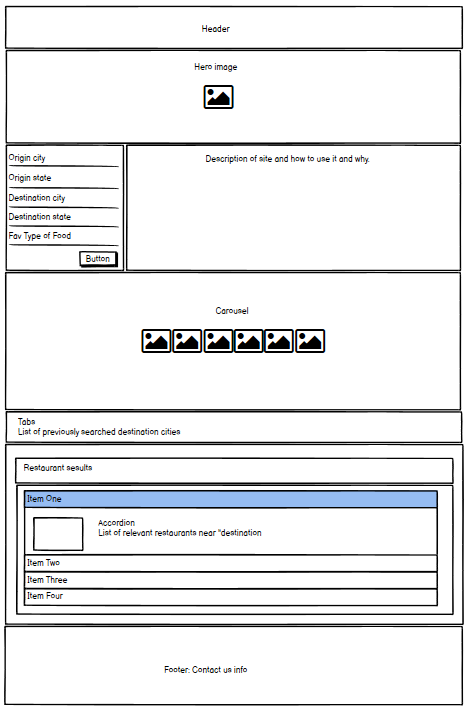 Header
Hero image
Origin city
Origin state
Destination city
Destination state
Fav Type of Food
Button
Description of site and how to use it and why.
Carousel
Tabs
List of previously searched destination cities
Restaurant sesults
Item One
Accordion
List of relevant restaurants near "destination
Item Two
Item Three
Item Four
Footer: Contact us info